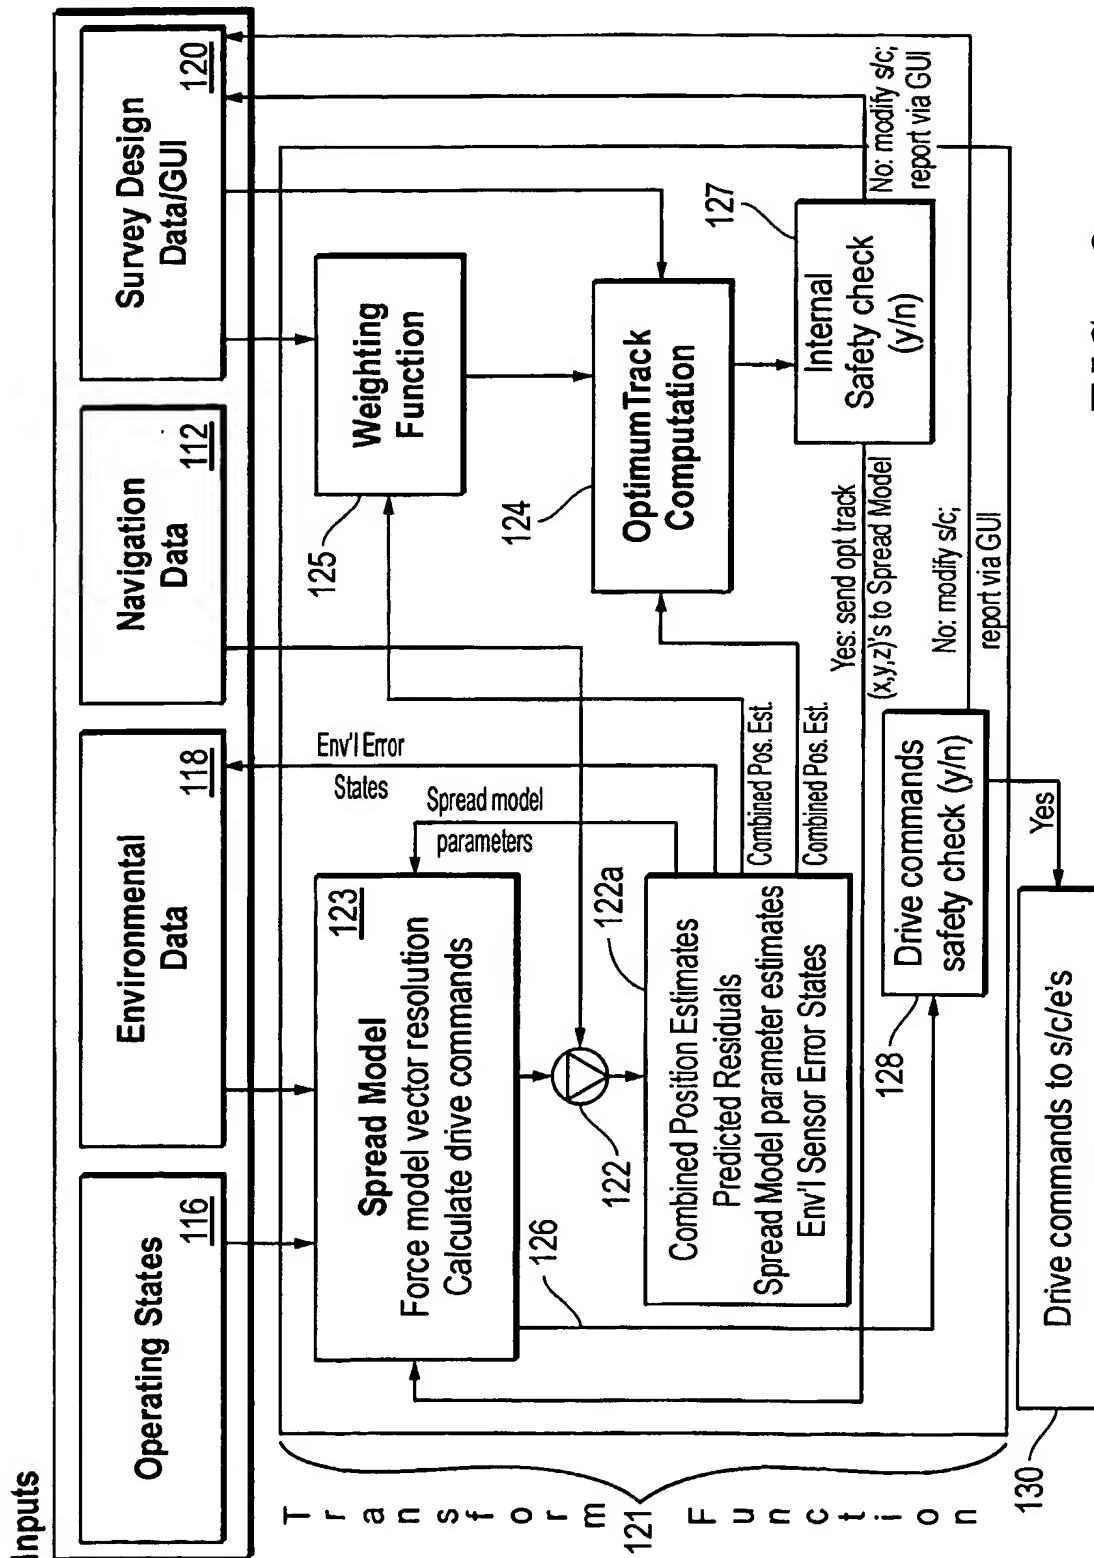 Inputs
Operating States
116
Environmental
Data
118
Navigation
Data
112
Survey Design
Data/GUI
120
Transform Function
121
Spread Model
123
Force model vector resolution
Calculate drive commands
Env'l Error
States
Spread model
parameters
122
126
122a
Combined Position Estimates
Predicted Residuals
Spread Model parameter estimates
Env'l Sensor Error States
Combined Pos. Est.
Combined Pos. Est.
Weighting
Function
125
OptimumTrack
Computation
124
Internal
Safety check
(y/n)
127
Yes: send opt track
(x,y,z)'s to Spread Model
No: modify s/c;
report via GUI
No: modify s/c;
report via GUI
Drive commands
safety check (y/n)
128
Yes
Drive commands to s/c/e's
130